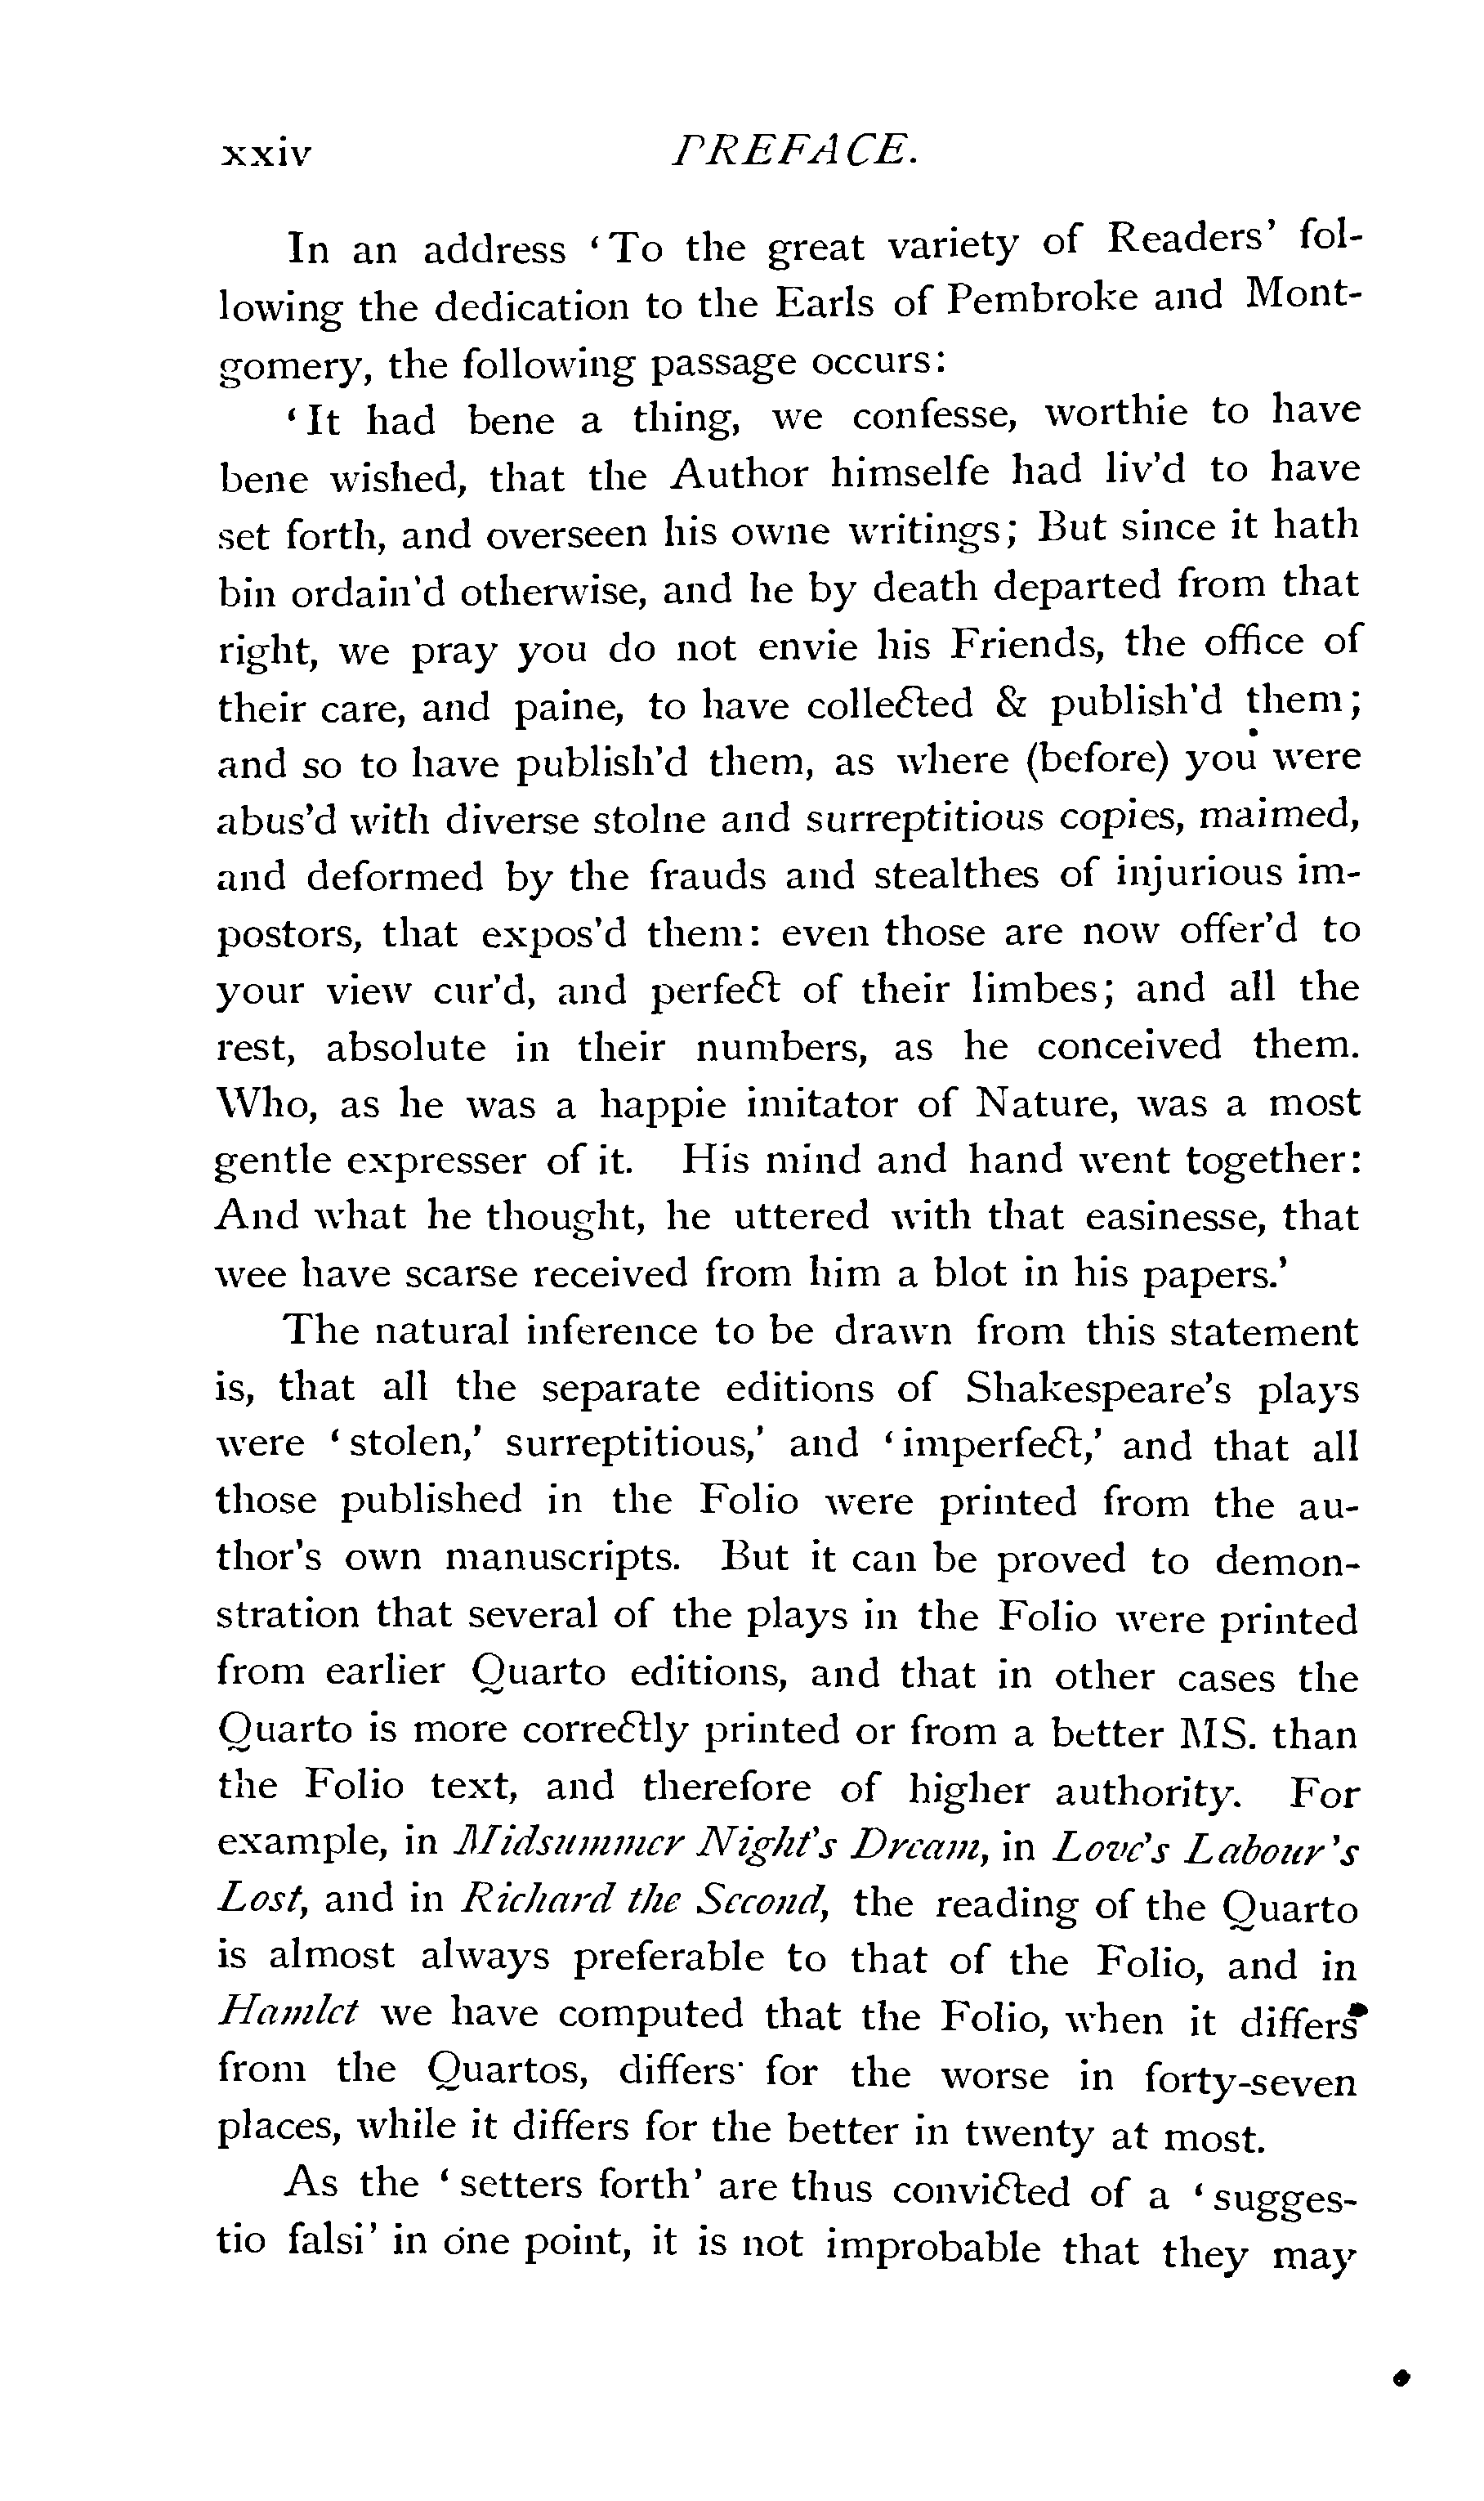 xxiv PREFACE.
In an address ‘To the great variety of Readers’ fol-
lowing the dedication to the Earls of Pembroke and Mont-
gomery, the following passage occurs:
‘It had bene a thing, we confesse, worthie to have
bene wished, that the Author himselfe had liv’d to have
set forth, and overseen his owne writings; But since it hath
bin ordain’d otherwise, and he by death departed from that
right, we pray you do not envie his Friends, the office of
their care, and paine, to have collected & publish’d them;
and so to have publish’d them, as where (before) you were
abus’d with diverse stolne and surreptitious copies, maimed,
and deformed by the frauds and stealthes of injurious im-
postors, that expos’d them: even those are now offer’d to
your view cur’d, and perfect of their limbes; and all the
rest, absolute in their numbers, as he conceived them.
Who, as he was a happie imitator of Nature, was a most
gentle expresser of it. His mind and hand went together:
And what he thought, he uttered with that easinesse, that
wee have scarse received from him a blot in his papers.’
The natural inference to be drawn from this statement
is, that all the separate editions of Shakespeare’s plays
were ‘stolen,’ surreptitious,’ and ‘imperfect,’ and that all
those published in the Folio were printed from the au-
thor’s own manuscripts. But it can be proved to demon-
stration that several of the plays in the Folio were printed
from earlier Quarto editions, and that in other cases the
Quarto is more correctly printed or from a better MS. than
the Folio text, and therefore of higher authority. For
example, in Midsummer Night’s Dream, in Love’s Labour’s
Lost, and in Richard the Second, the reading of the Quarto
is almost always preferable to that of the Folio, and in
Hamlet we have computed that the Folio, when it differs
from the Quartos, differs for the worse in forty-seven
places, while it differs for the better in twenty at most.
As the ‘setters forth’ are thus convicted of a ‘sugges-
tio falsi’ in one point, it is not improbable that they may